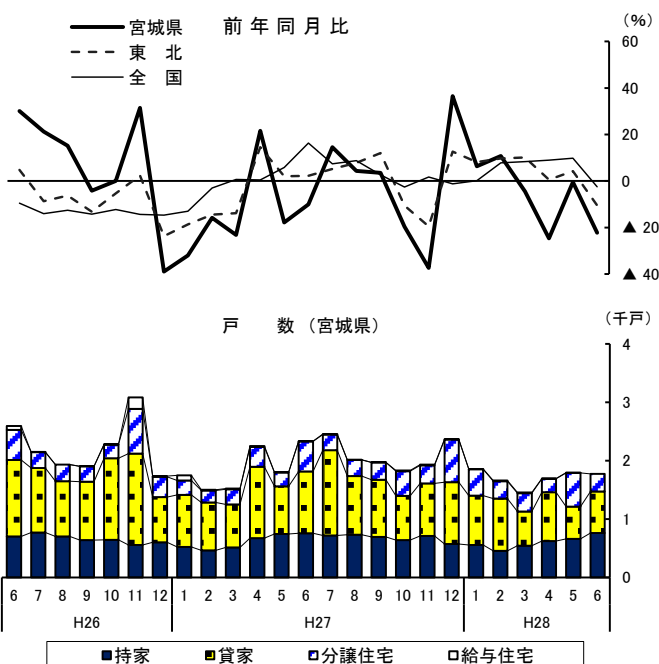 宮城県 前 年 同 月 比
東 北
全 国
(%)
60
40
20
0
▲ 20
▲ 40
戸 数 (宮城県)
(千戸)
4
3
2
1
0
6 7 8 9 10 11 12 1 2 3 4 5 6 7 8 9 10 11 12 1 2 3 4 5 6
H26 H27 H28
持家 貸家 分譲住宅 給与住宅